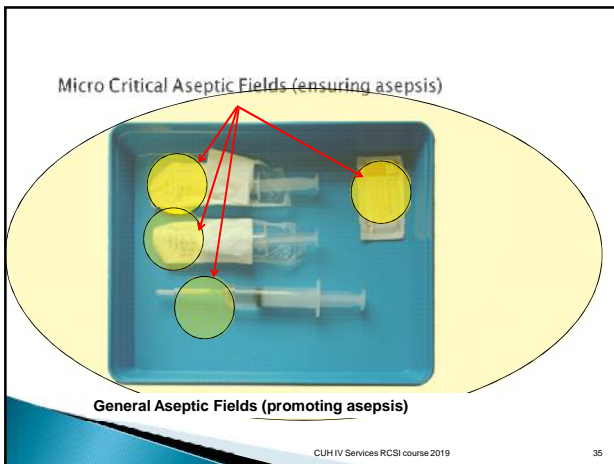 Micro Critical Aseptic Fields (ensuring asepsis)
General Aseptic Fields (promoting asepsis)
CUH IV Services RCSI course 2019
35